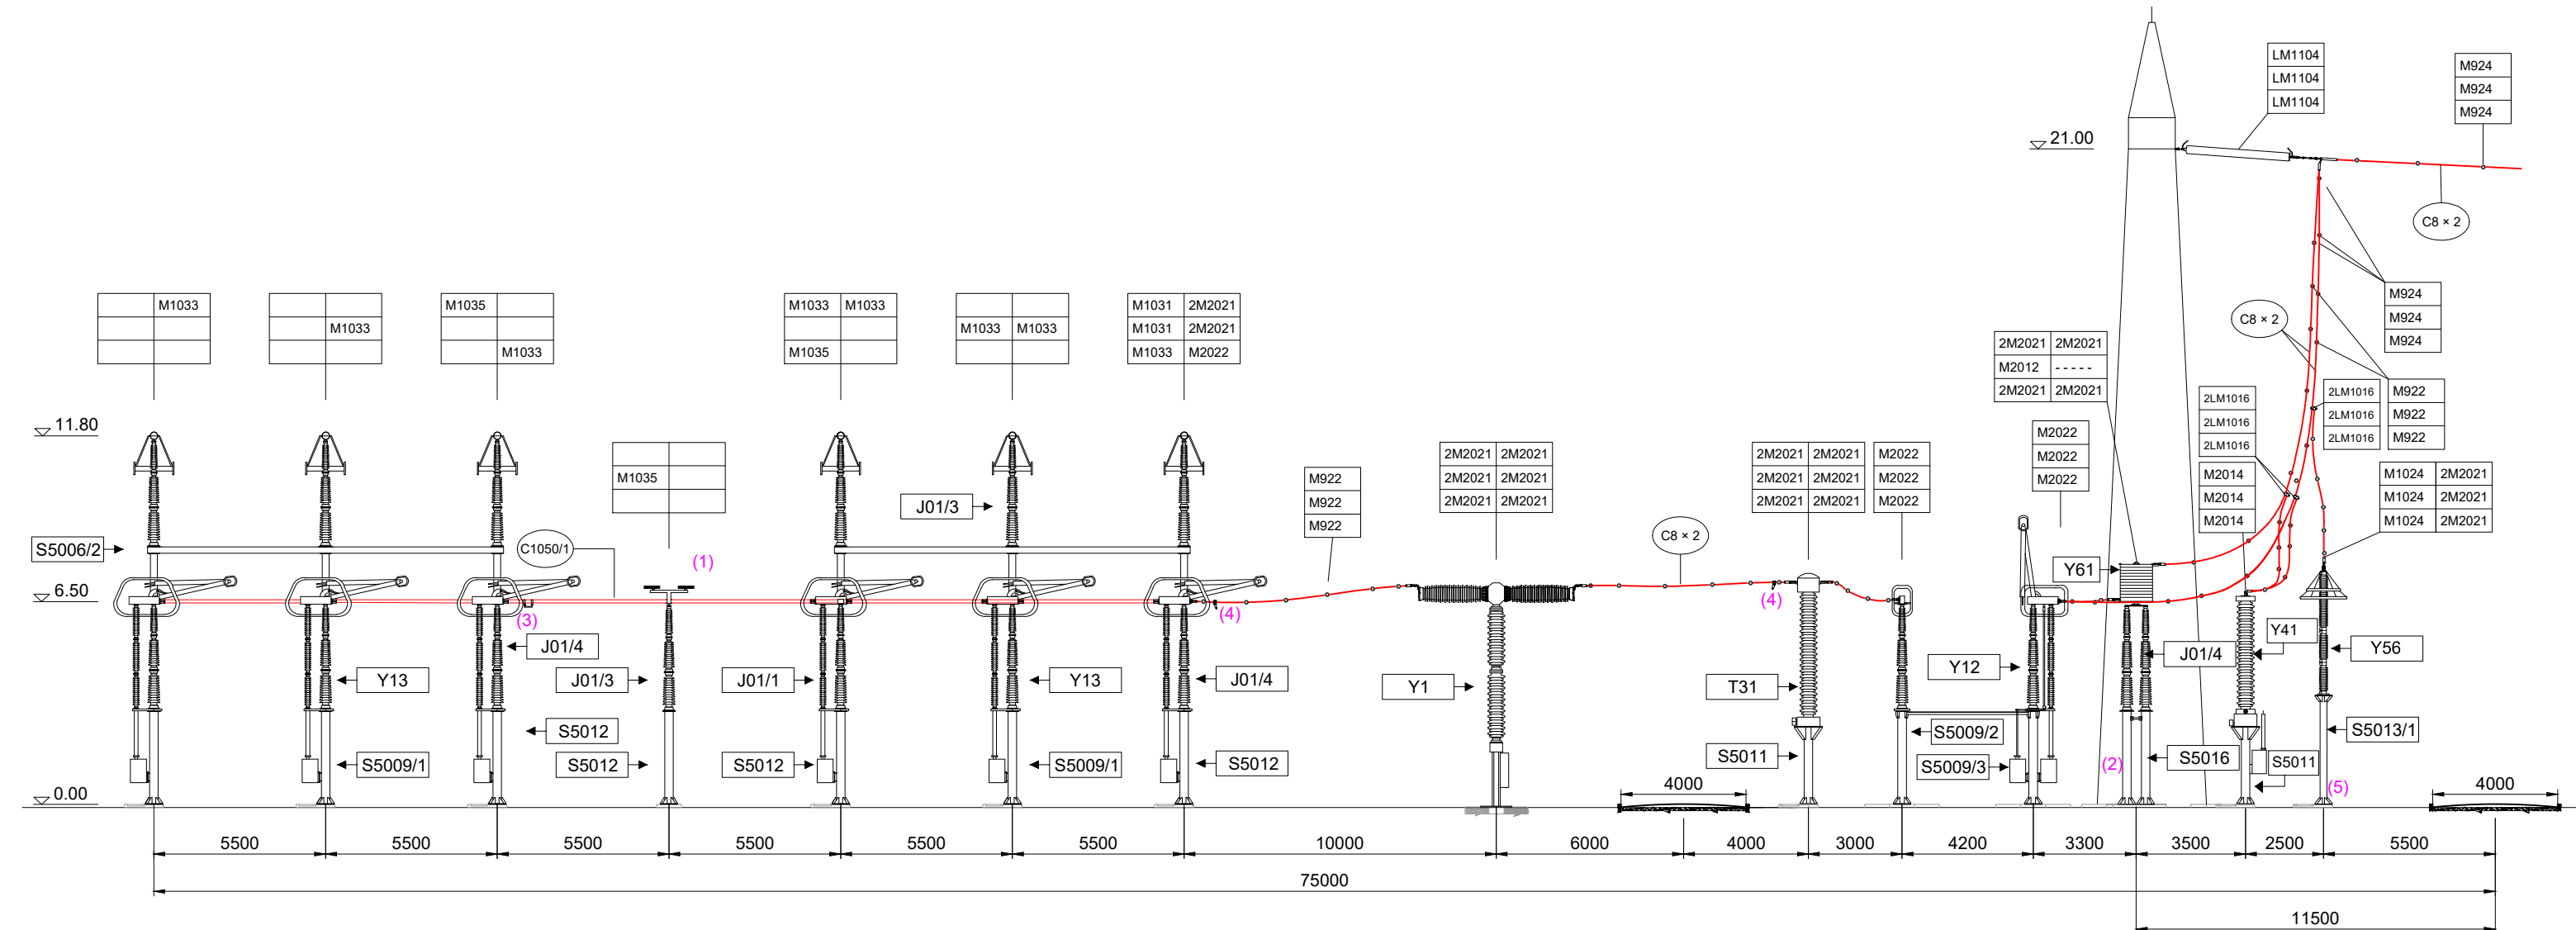 LM1104
LM1104
LM1104
M924
M924
M924
21.00
C8 × 2
M1033
M1033
M1035
M1033
M1033 M1033
M1035
M1033 M1033
M1031 2M2021
M1031 2M2021
M1033 M2022
M924
M924
M924
C8 × 2
2M2021 2M2021
M2012 -----
2M2021 2M2021
2LM1016
2LM1016
2LM1016
2LM1016
2LM1016
2LM1016
M922
M922
M922
11.80
M1035
M922
M922
M922
2M2021 2M2021
2M2021 2M2021
2M2021 2M2021
2M2021 2M2021
2M2021 2M2021
2M2021 2M2021
M2022
M2022
M2022
M2022
M2022
M2022
M2014
M2014
M2014
M1024 2M2021
M1024 2M2021
M1024 2M2021
J01/3
S5006/2
C1050/1
(1)
C8 × 2
Y61
6.50
(3)
(4)
(4)
J01/4
Y13
J01/3
J01/1
Y13
J01/4
Y1
T31
Y12
J01/4
Y41
Y56
S5012
S5009/2
S5013/1
S5009/1
S5012
S5012
S5009/1
S5012
S5011
S5009/3
(2)
S5016
S5011
(5)
0.00
4000
4000
5500 5500 5500 5500 5500 5500 10000 6000 4000 3000 4200 3300 3500 2500 5500
75000
11500